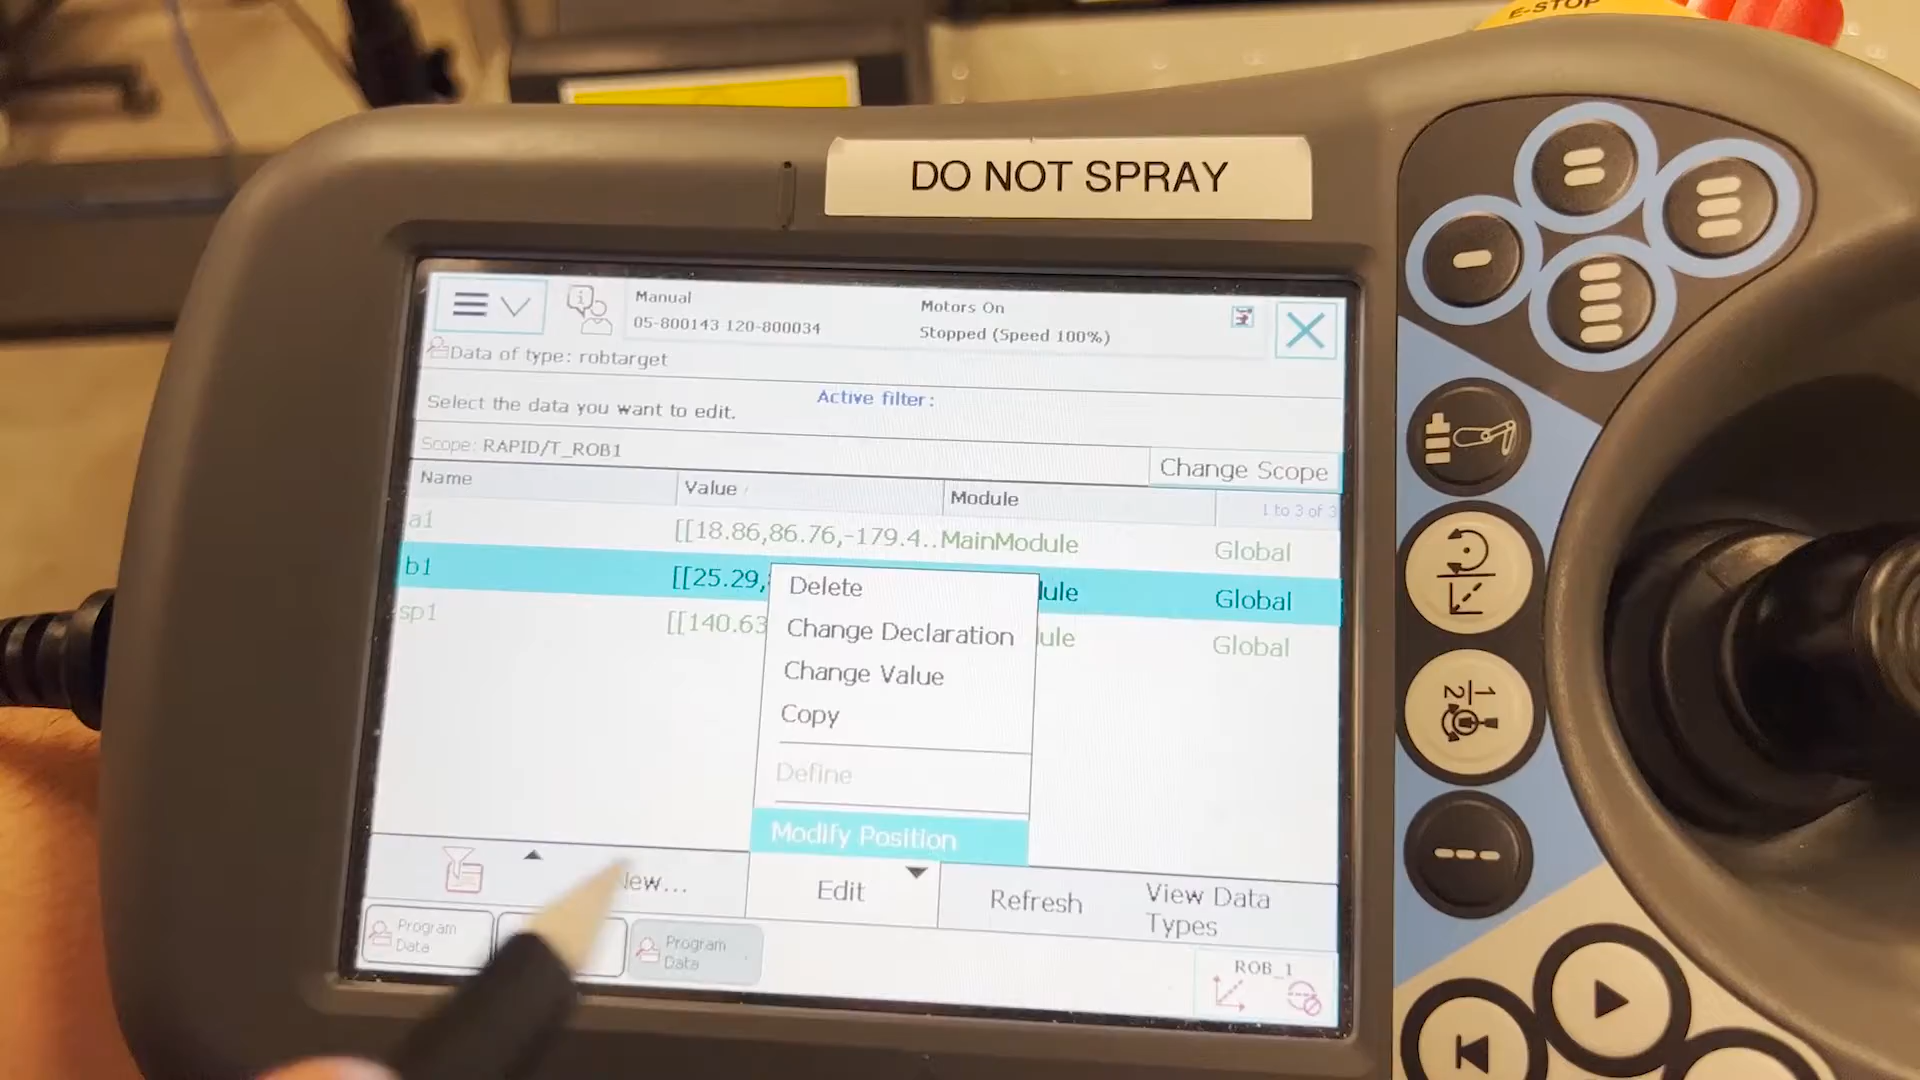 E-STOP
DO NOT SPRAY
Manual
05-800143 120-800034
Motors On
Stopped (Speed 100%)
Data of type: robtarget
Select the data you want to edit.
Active filter:
Scope: RAPID/T_ROB1
Change Scope
Name Value Module 1 to 3 of 3
a1 [[18.86,86.76,-179.4.. MainModule Global
b1 [[25.29, ule Global
sp1 [[140.63 ule Global
Delete
Change Declaration
Change Value
Copy
Define
Modify Position
New...
Edit
Refresh
View Data
Types
Program
Data
Program
Data
ROB_1
1
2